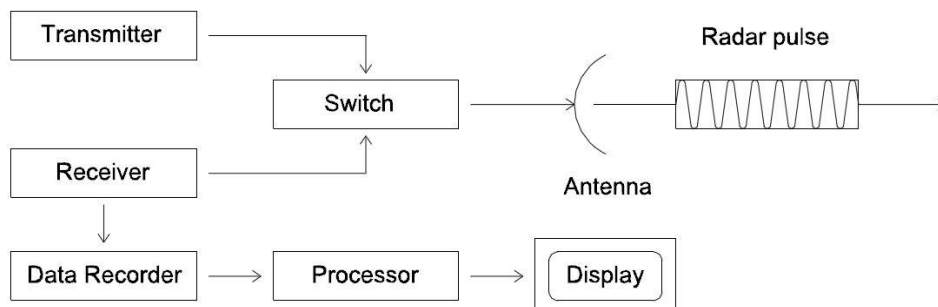 Transmitter
Radar pulse
Switch
Receiver
Antenna
Data Recorder
Processor
Display